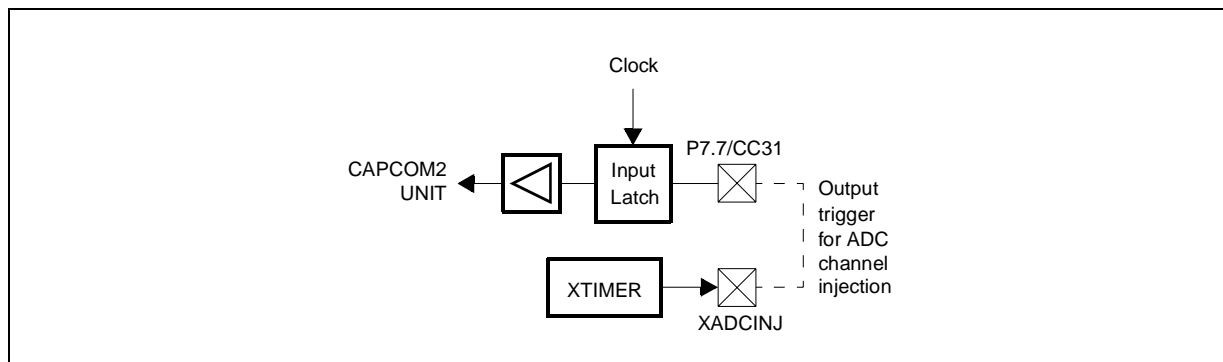 Clock
P7.7/CC31
CAPCOM2
UNIT
Input
Latch
Output
trigger
for ADC
channel
injection
XTIMER
XADCINJ